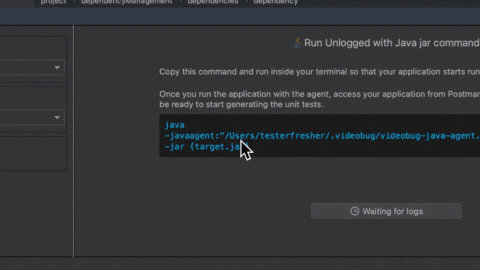 project > dependencyManagement > dependencies > dependency
Run Unlogged with Java jar command
Copy this command and run inside your terminal so that your application starts run
Once you run the application with the agent, access your application from Postman
be ready to start generating the unit tests.
java
-javaagent:"/Users/testerfresher/.videobug/videobug-java-agent.
-jar {target.ja
Waiting for logs